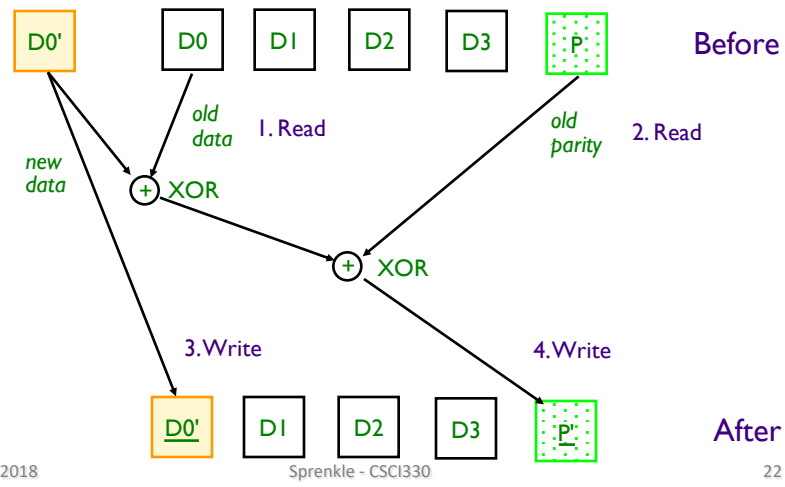 D0' D0 D1 D2 D3 P Before
old data
1. Read
old parity
2. Read
new data
+ XOR
+ XOR
3. Write
4. Write
D0' D1 D2 D3 P' After
2018 Sprenkle - CSCI330 22